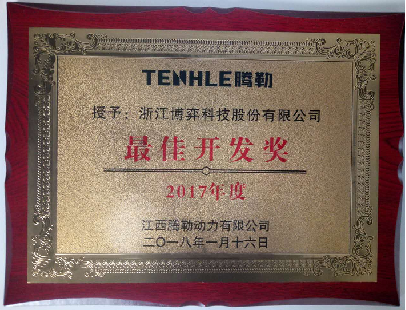 TENHLE腾勒
授予：浙江博弈科技股份有限公司
最佳开发奖
2017年度
江西腾勒动力有限公司
二〇一八年一月十六日